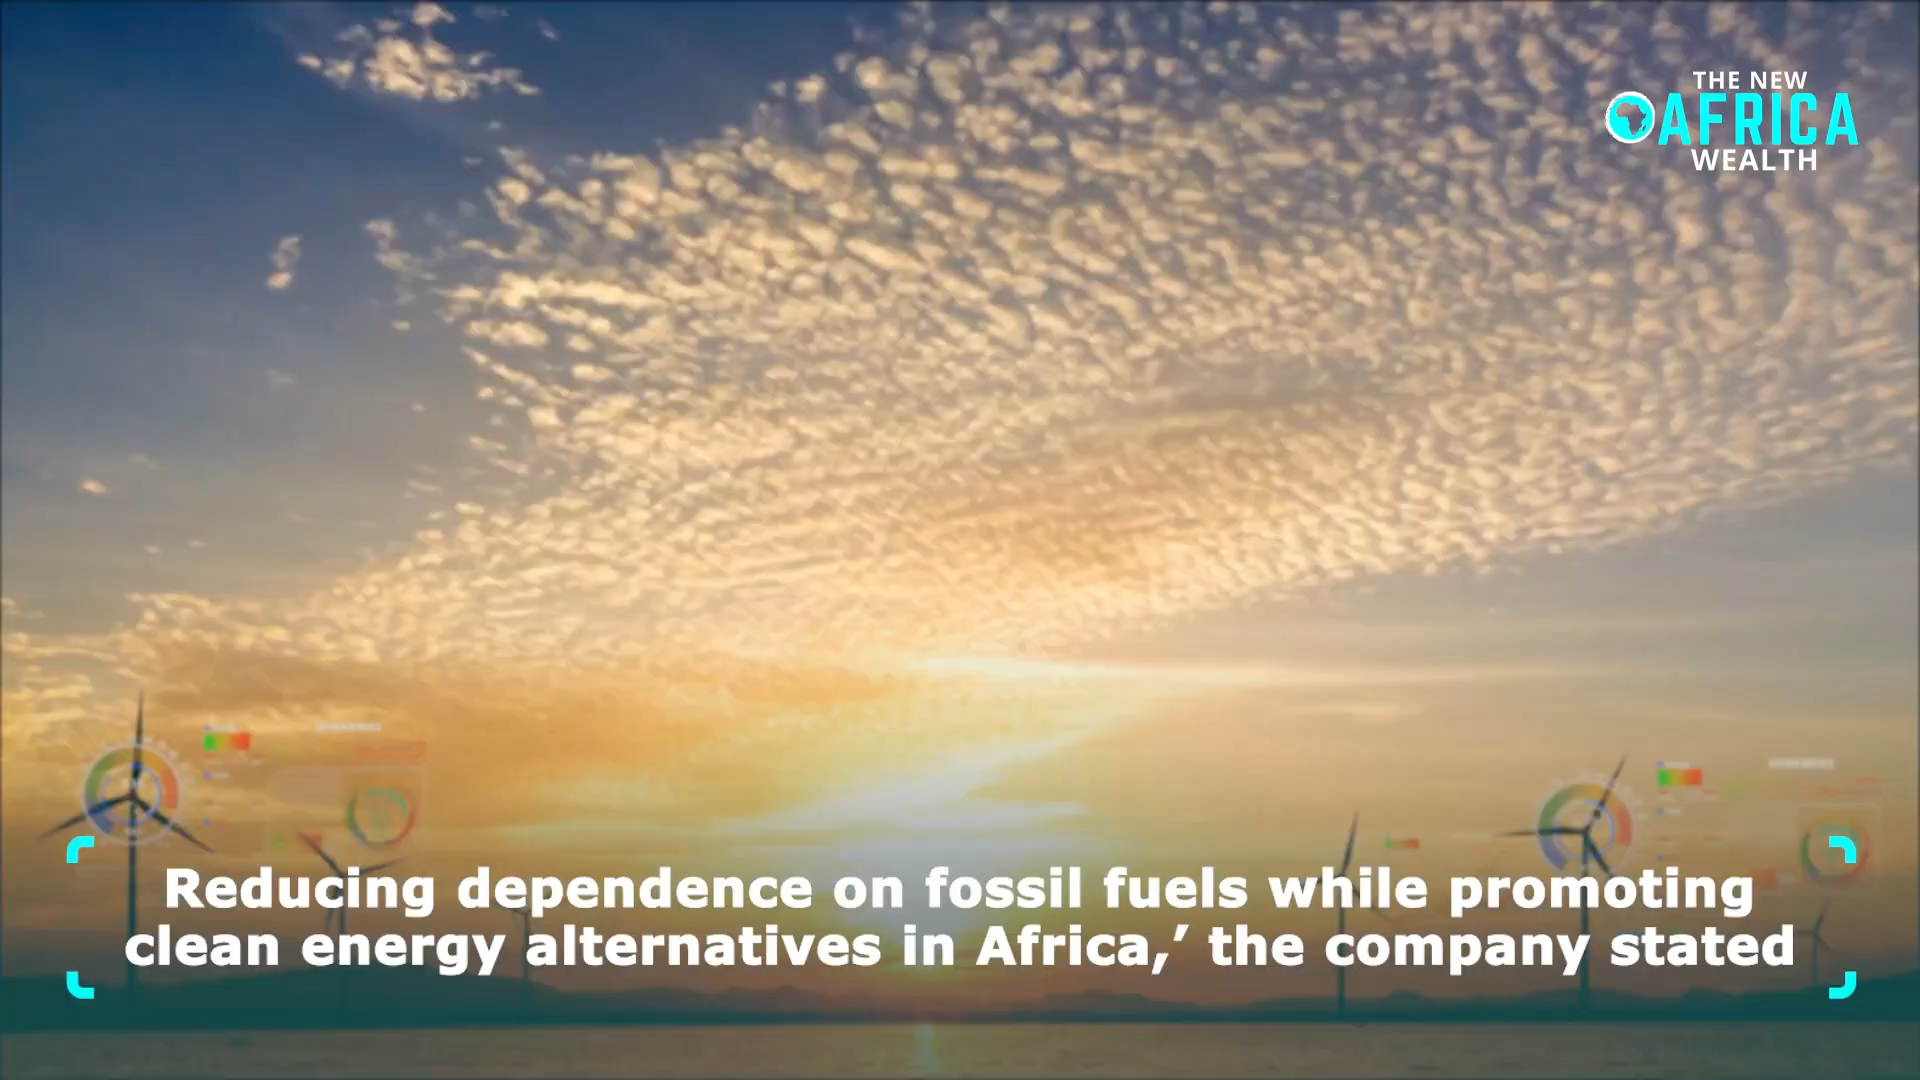 THE NEW
AFRICA
WEALTH
Reducing dependence on fossil fuels while promoting
clean energy alternatives in Africa,’ the company stated